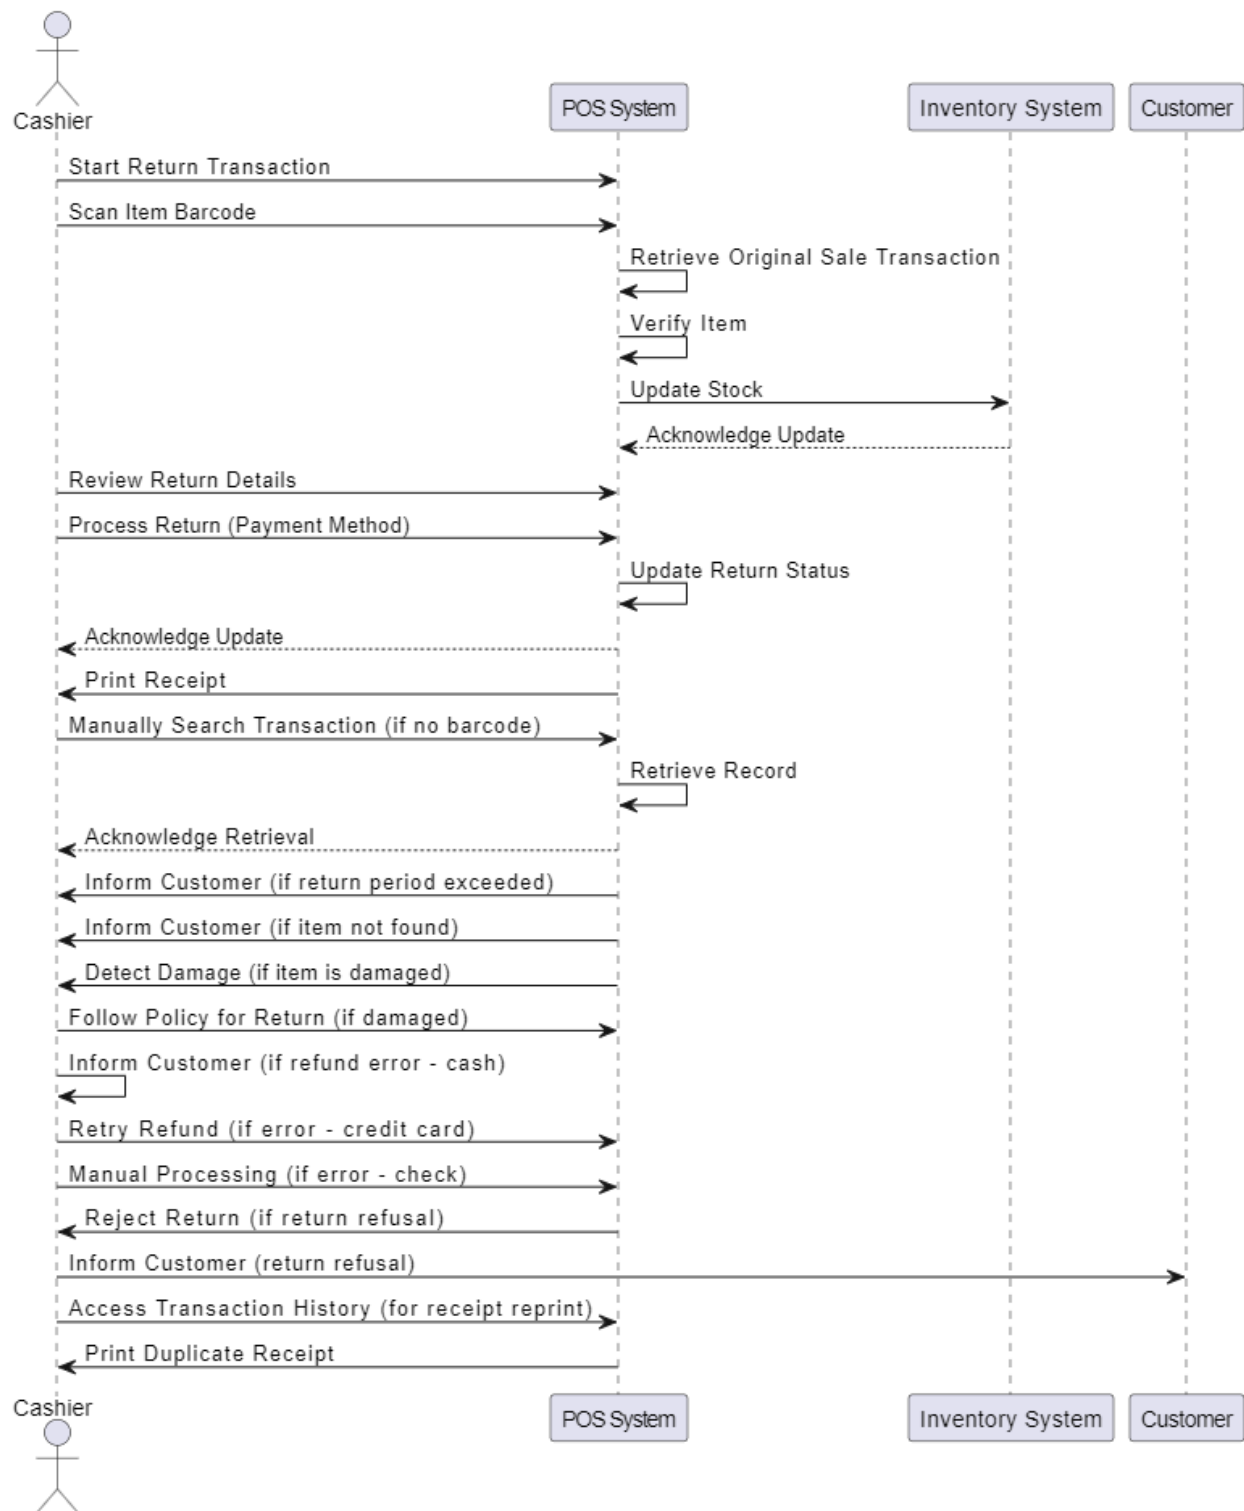 Cashier
POS System
Inventory System
Customer
Start Return Transaction
Scan Item Barcode
Retrieve Original Sale Transaction
Verify Item
Update Stock
Acknowledge Update
Review Return Details
Process Return (Payment Method)
Update Return Status
Acknowledge Update
Print Receipt
Manually Search Transaction (if no barcode)
Retrieve Record
Acknowledge Retrieval
Inform Customer (if return period exceeded)
Inform Customer (if item not found)
Detect Damage (if item is damaged)
Follow Policy for Return (if damaged)
Inform Customer (if refund error - cash)
Retry Refund (if error - credit card)
Manual Processing (if error - check)
Reject Return (if return refusal)
Inform Customer (return refusal)
Access Transaction History (for receipt reprint)
Print Duplicate Receipt
Cashier
POS System
Inventory System
Customer